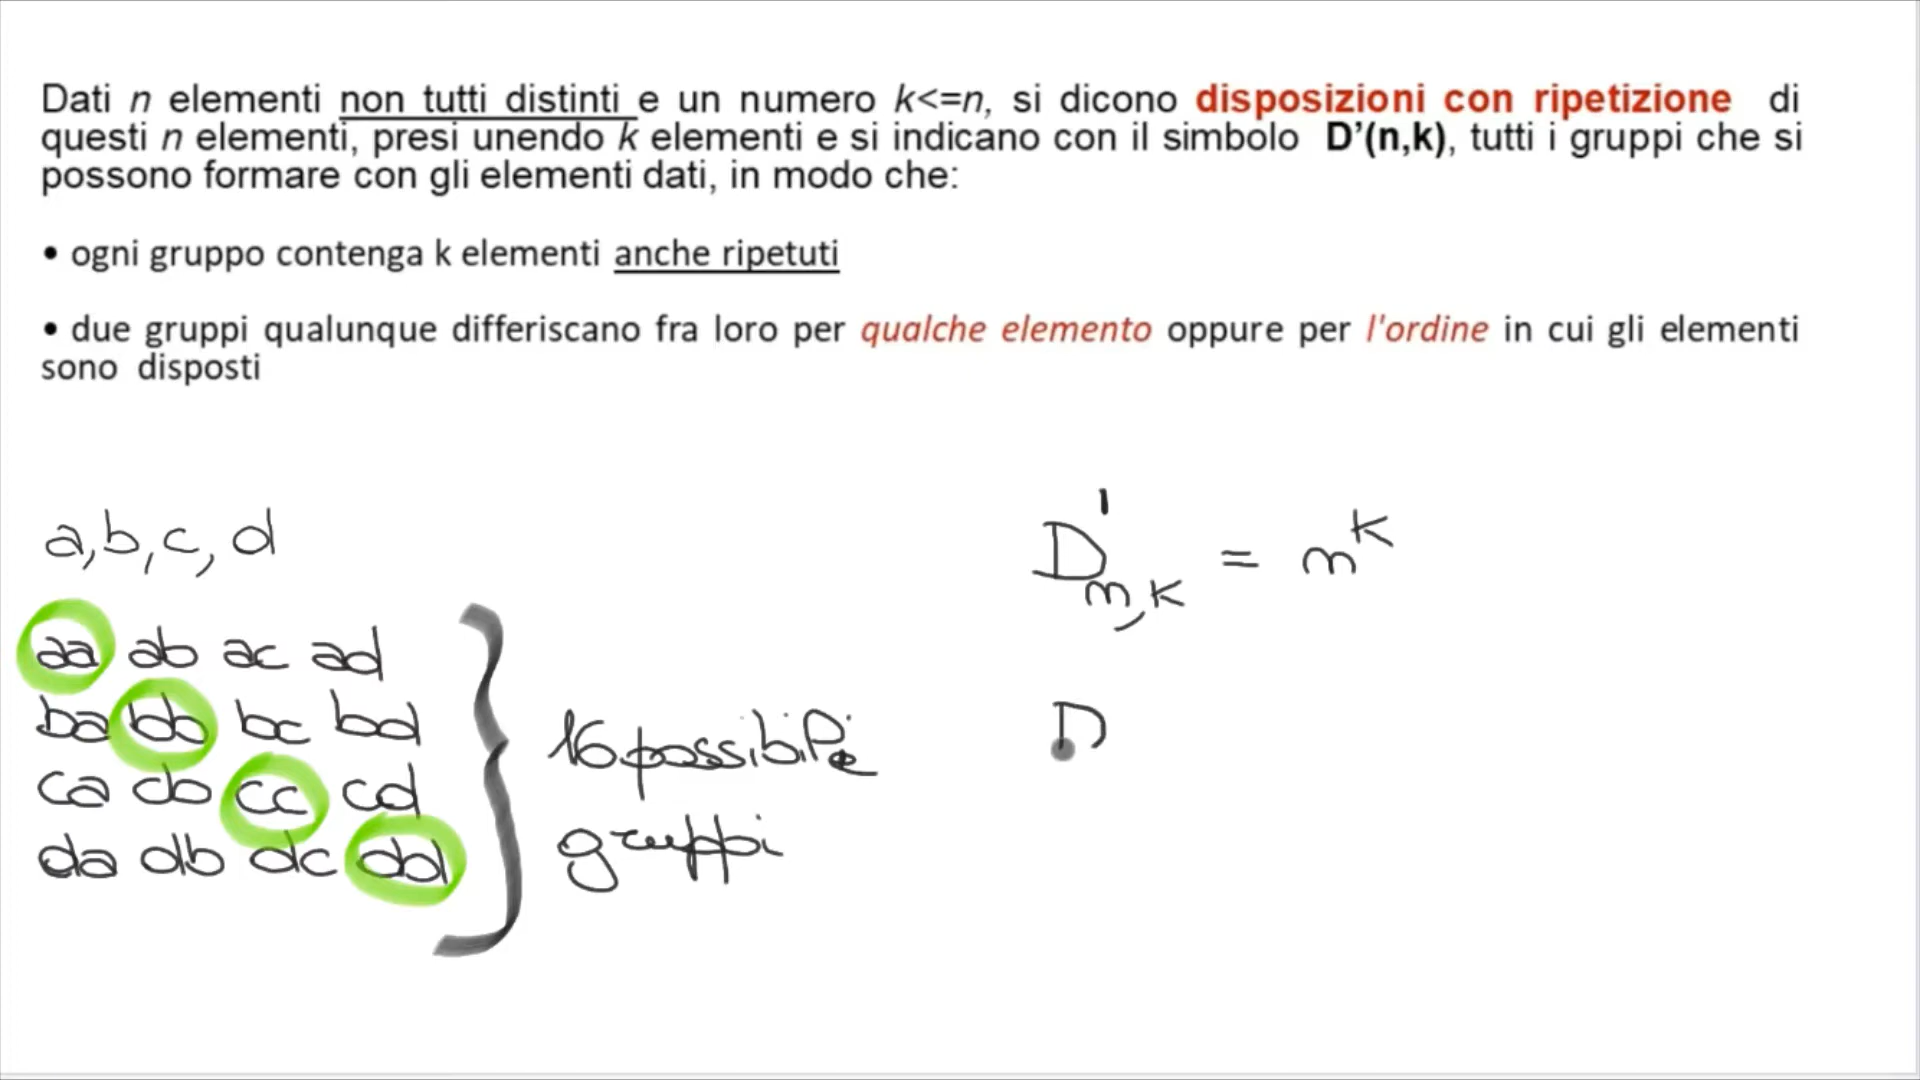 Dati n elementi non tutti distinti e un numero k<=n, si dicono disposizioni con ripetizione di
questi n elementi, presi unendo k elementi e si indicano con il simbolo D’(n,k), tutti i gruppi che si
possono formare con gli elementi dati, in modo che:
• ogni gruppo contenga k elementi anche ripetuti
• due gruppi qualunque differiscano fra loro per qualche elemento oppure per l'ordine in cui gli elementi
sono disposti
a, b, c, d
aa ab ac ad
ba bb bc bd
ca cb cc cd
da db dc dd
16 possibili
gruppi
D'n,k = n^k
D